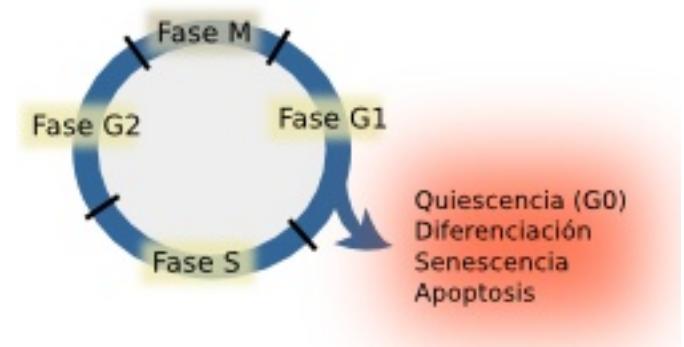 Fase M
Fase G2
Fase G1
Fase S
Quiescencia (G0)
Diferenciación
Senescencia
Apoptosis